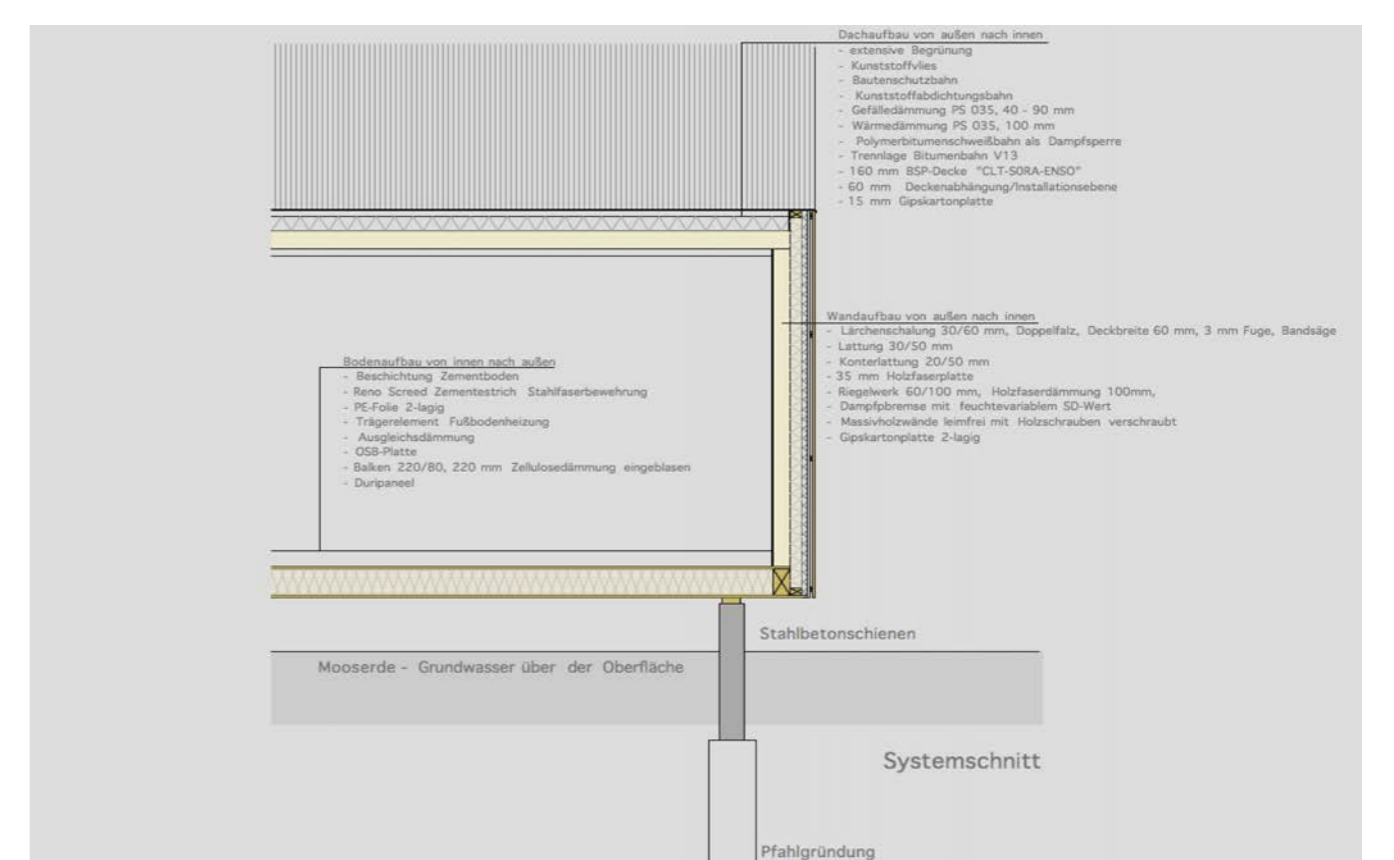 Dachaufbau von außen nach innen
- extensive Begrünung
- Kunststoffvlies
- Bautenschutzbahn
- Kunststoffabdichtungsbahn
- Gefälledämmung PS 035, 40 - 90 mm
- Wärmedämmung PS 035, 100 mm
- Polymerbitumenschweißbahn als Dampfsperre
- Trennlage Bitumenbahn V13
- 160 mm BSP-Decke "CLT-SORA-ENSO"
- 60 mm Deckenabhängung/Installationsebene
- 15 mm Gipskartonplatte
Wandaufbau von außen nach innen
- Lärchenschalung 30/60 mm, Doppelfalz, Deckbreite 60 mm, 3 mm Fuge, Bandsäge
- Lattung 30/50 mm
- Konterlattung 20/50 mm
- 35 mm Holzfaserplatte
- Riegelwerk 60/100 mm, Holzfaserdämmung 100mm,
- Dampfpbremse mit feuchtevariablem SD-Wert
- Massivholzwände leimfrei mit Holzschrauben verschraubt
- Gipskartonplatte 2-lagig
Bodenaufbau von innen nach außen
- Beschichtung Zementboden
- Reno Screed Zementestrich Stahlfaserbewehrung
- PE-Folie 2-lagig
- Trägerelement Fußbodenheizung
- Ausgleichsdämmung
- OSB-Platte
- Balken 220/80, 220 mm Zellulosedämmung eingeblasen
- Duripaneel
Stahlbetonschienen
Mooserde - Grundwasser über der Oberfläche
Systemschnitt
Pfahlgründung